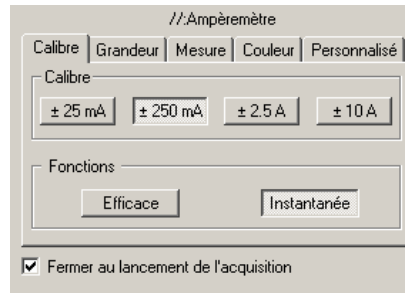 //:Ampèremètre
Calibre Grandeur Mesure Couleur Personnalisé
Calibre
± 25 mA ± 250 mA ± 2.5 A ± 10 A
Fonctions
Efficace Instantanée
Fermer au lancement de l'acquisition